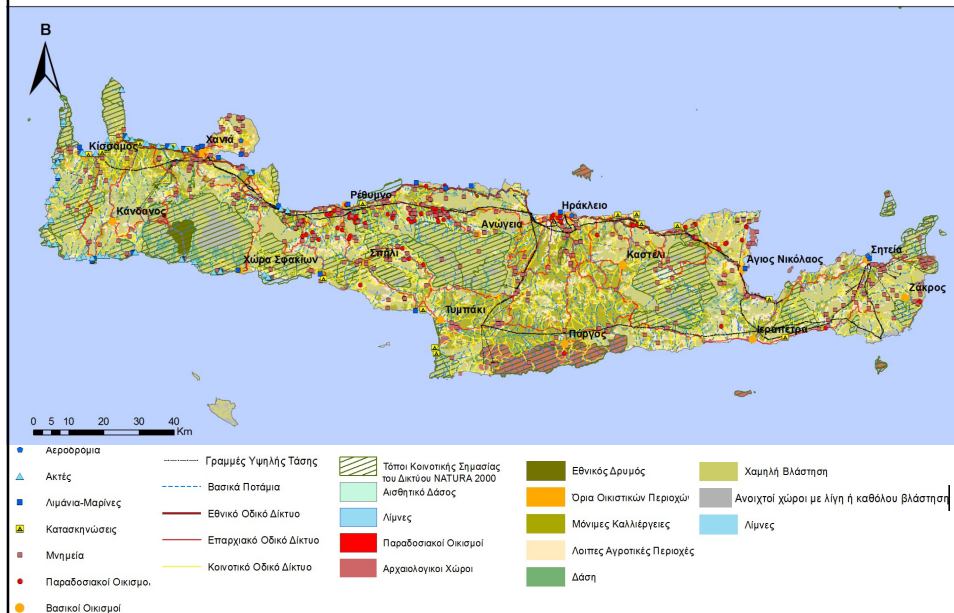 Β
Κίσσαμος
Χανιά
Κάνδανος
Χώρα Σφακίων
Ρέθυμνο
Σπήλι
Ανώγεια
Ηράκλειο
Τυμπάκι
Καστέλι
Πύργος
Άγιος Νικόλαος
Ιεράπετρα
Σητεία
Ζάκρος
0 5 10 20 30 40
Km
Αεροδρόμια
Ακτές
Λιμάνια-Μαρίνες
Κατασκηνώσεις
Μνημεία
Παραδοσιακοί Οικισμο.
Βασικοί Οικισμοί
Γραμμές Υψηλής Τάσης
Βασικά Ποτάμια
Εθνικό Οδικό Δίκτυο
Επαρχιακό Οδικό Δίκτυο
Κοινοτικό Οδικό Δίκτυο
Τόποι Κοινοτικής Σημασίας
του Δικτύου NATURA 2000
Αισθητικό Δάσος
Λίμνες
Παραδοσιακοί Οικισμοί
Αρχαιολογικοι Χώροι
Εθνικός Δρυμός
Όρια Οικιστικών Περιοχών
Μόνιμες Καλλιέργειες
Λοιπες Αγροτικές Περιοχές
Δάση
Χαμηλή Βλάστηση
Ανοιχτοί χώροι με λίγη ή καθόλου βλάστηση
Λίμνες